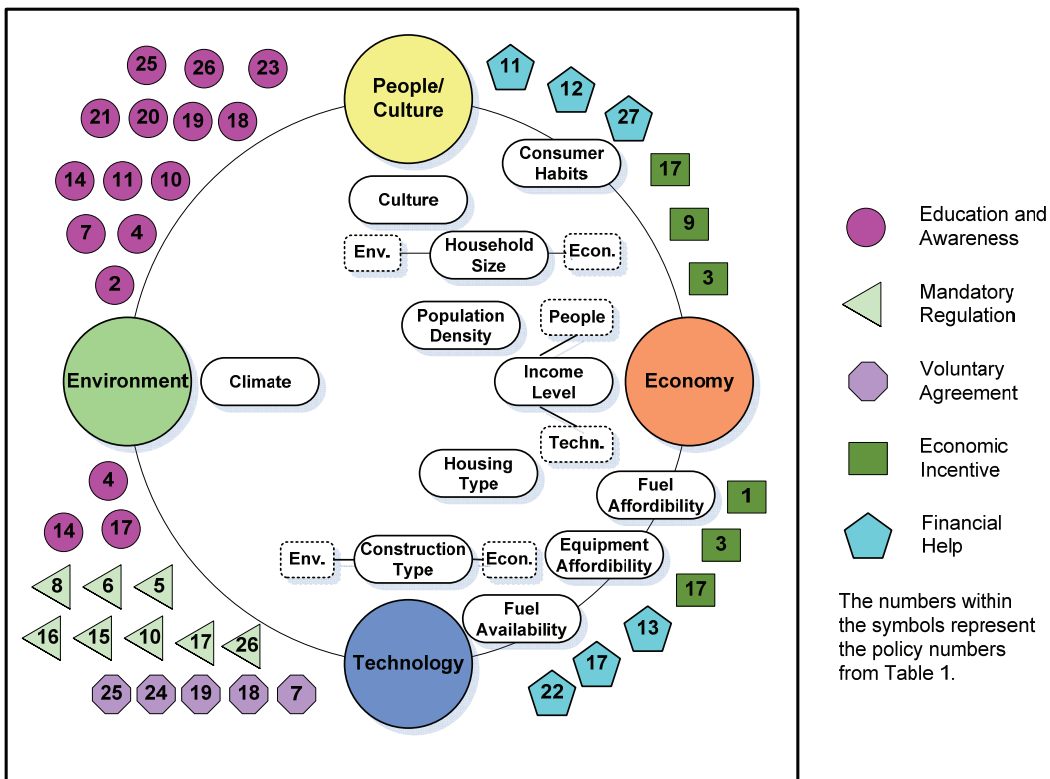 25 26 23
21 20 19 18
14 11 10
7 4
2
People/
Culture
11
12
27
Consumer
Habits
17
9
3
Culture
Env.
Household
Size
Econ.
Population
Density
People
Environment
Climate
Income
Level
Economy
Techn.
Housing
Type
Fuel
Affordibility
1
Equipment
Affordibility
3
17
Env.
Construction
Type
Econ.
Fuel
Availability
13
17
22
Technology
4
14 17
8 6 5
16 15 10 17 26
25 24 19 18 7
Education and
Awareness
Mandatory
Regulation
Voluntary
Agreement
Economic
Incentive
Financial
Help
The numbers within
the symbols represent
the policy numbers
from Table 1.